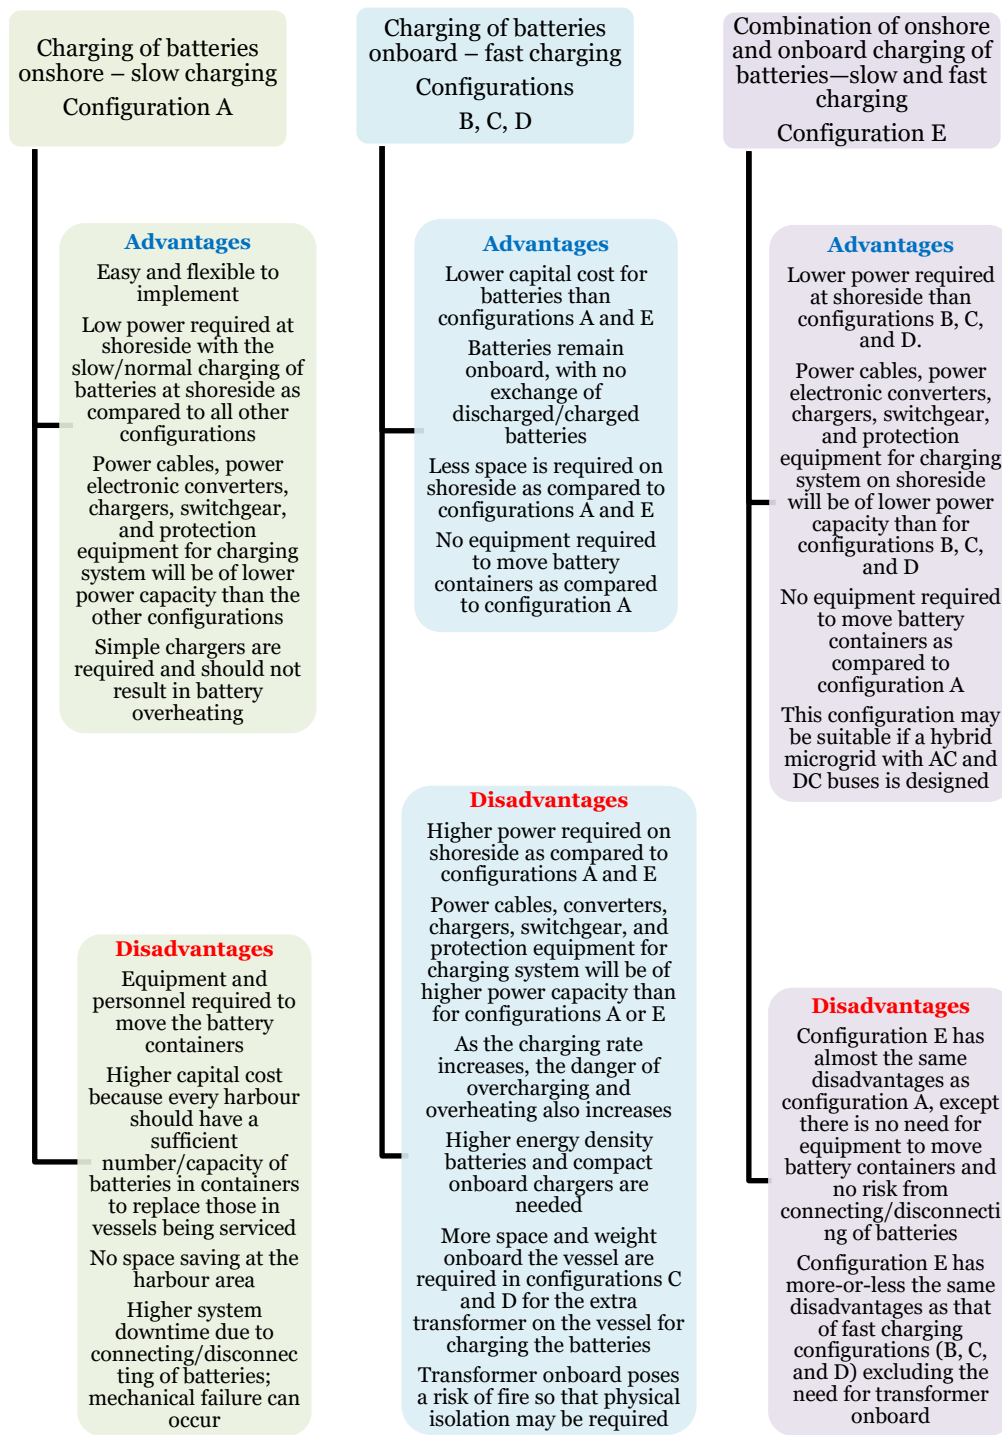 Charging of batteries
onshore – slow charging
Configuration A
Advantages
Easy and flexible to
implement
Low power required at
shoreside with the
slow/normal charging of
batteries at shoreside as
compared to all other
configurations
Power cables, power
electronic converters,
chargers, switchgear,
and protection
equipment for charging
system will be of lower
power capacity than the
other configurations
Simple chargers are
required and should not
result in battery
overheating
Disadvantages
Equipment and
personnel required to
move the battery
containers
Higher capital cost
because every harbour
should have a
sufficient
number/capacity of
batteries in containers
to replace those in
vessels being serviced
No space saving at the
harbour area
Higher system
downtime due to
connecting/disconnec
ting of batteries;
mechanical failure can
occur
Charging of batteries
onboard – fast charging
Configurations
B, C, D
Advantages
Lower capital cost for
batteries than
configurations A and E
Batteries remain
onboard, with no
exchange of
discharged/charged
batteries
Less space is required on
shoreside as compared to
configurations A and E
No equipment required
to move battery
containers as compared
to configuration A
Disadvantages
Higher power required on
shoreside as compared to
configurations A and E
Power cables, converters,
chargers, switchgear, and
protection equipment for
charging system will be of
higher power capacity than
for configurations A or E
As the charging rate
increases, the danger of
overcharging and
overheating also increases
Higher energy density
batteries and compact
onboard chargers are
needed
More space and weight
onboard the vessel are
required in configurations C
and D for the extra
transformer on the vessel for
charging the batteries
Transformer onboard poses
a risk of fire so that physical
isolation may be required
Combination of onshore
and onboard charging of
batteries—slow and fast
charging
Configuration E
Advantages
Lower power required
at shoreside than
configurations B, C,
and D.
Power cables, power
electronic converters,
chargers, switchgear,
and protection
equipment for charging
system on shoreside
will be of lower power
capacity than for
configurations B, C,
and D
No equipment required
to move battery
containers as
compared to
configuration A
This configuration may
be suitable if a hybrid
microgrid with AC and
DC buses is designed
Disadvantages
Configuration E has
almost the same
disadvantages as
configuration A, except
there is no need for
equipment to move
battery containers and
no risk from
connecting/disconnecti
ng of batteries
Configuration E has
more-or-less the same
disadvantages as that
of fast charging
configurations (B, C,
and D) excluding the
need for transformer
onboard